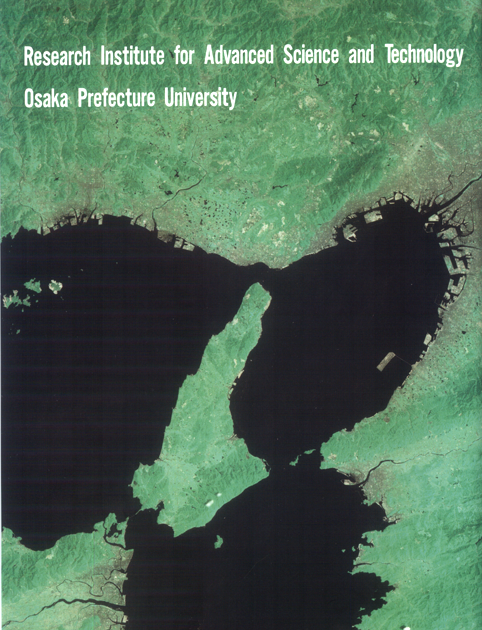 Research Institute for Advanced Science and Technology
Osaka Prefecture University